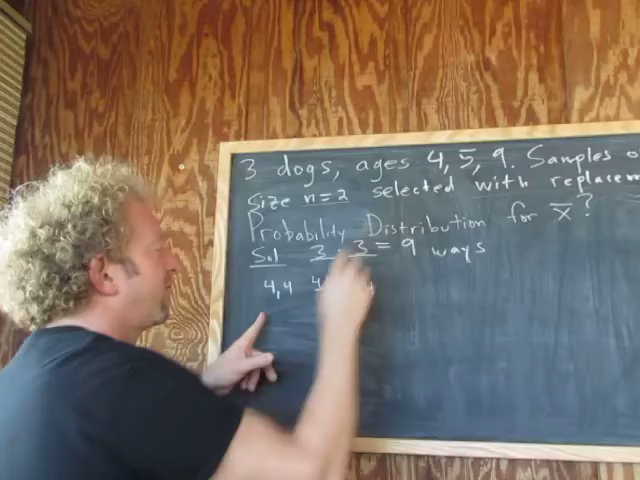 3 dogs, ages 4, 5, 9. Samples
Size n=2 selected with
Probability Distribution for x̄?
Sol 3 · 3 = 9 ways
4,4